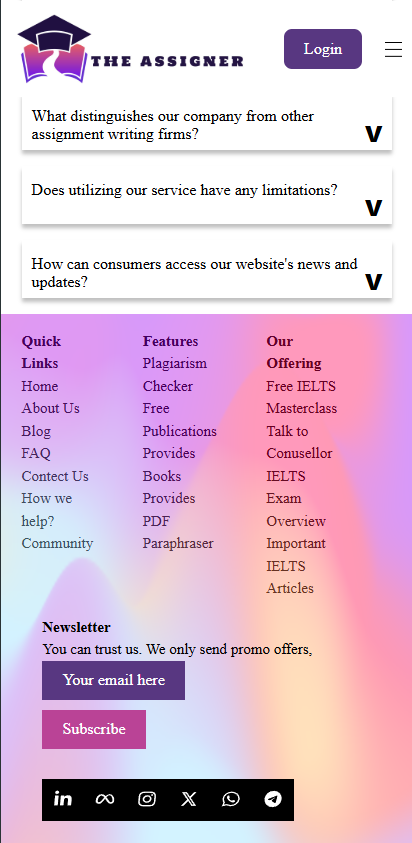 THE ASSIGNER
Login
What distinguishes our company from other
assignment writing firms?
V
Does utilizing our service have any limitations?
V
How can consumers access our website's news and
updates?
V
Quick
Links
Home
About Us
Blog
FAQ
Contect Us
How we
help?
Community
Features
Plagiarism
Checker
Free
Publications
Provides
Books
Provides
PDF
Paraphraser
Our
Offering
Free IELTS
Masterclass
Talk to
Conusellor
IELTS
Exam
Overview
Important
IELTS
Articles
Newsletter
You can trust us. We only send promo offers,
Your email here
Subscribe
in